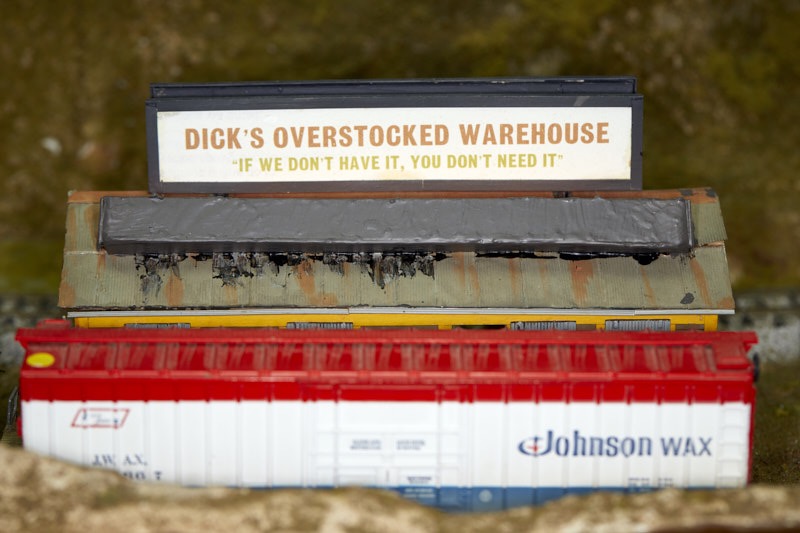 DICK'S OVERSTOCKED WAREHOUSE
"IF WE DON'T HAVE IT, YOU DON'T NEED IT"
Johnson WAX
J.W.A.X.